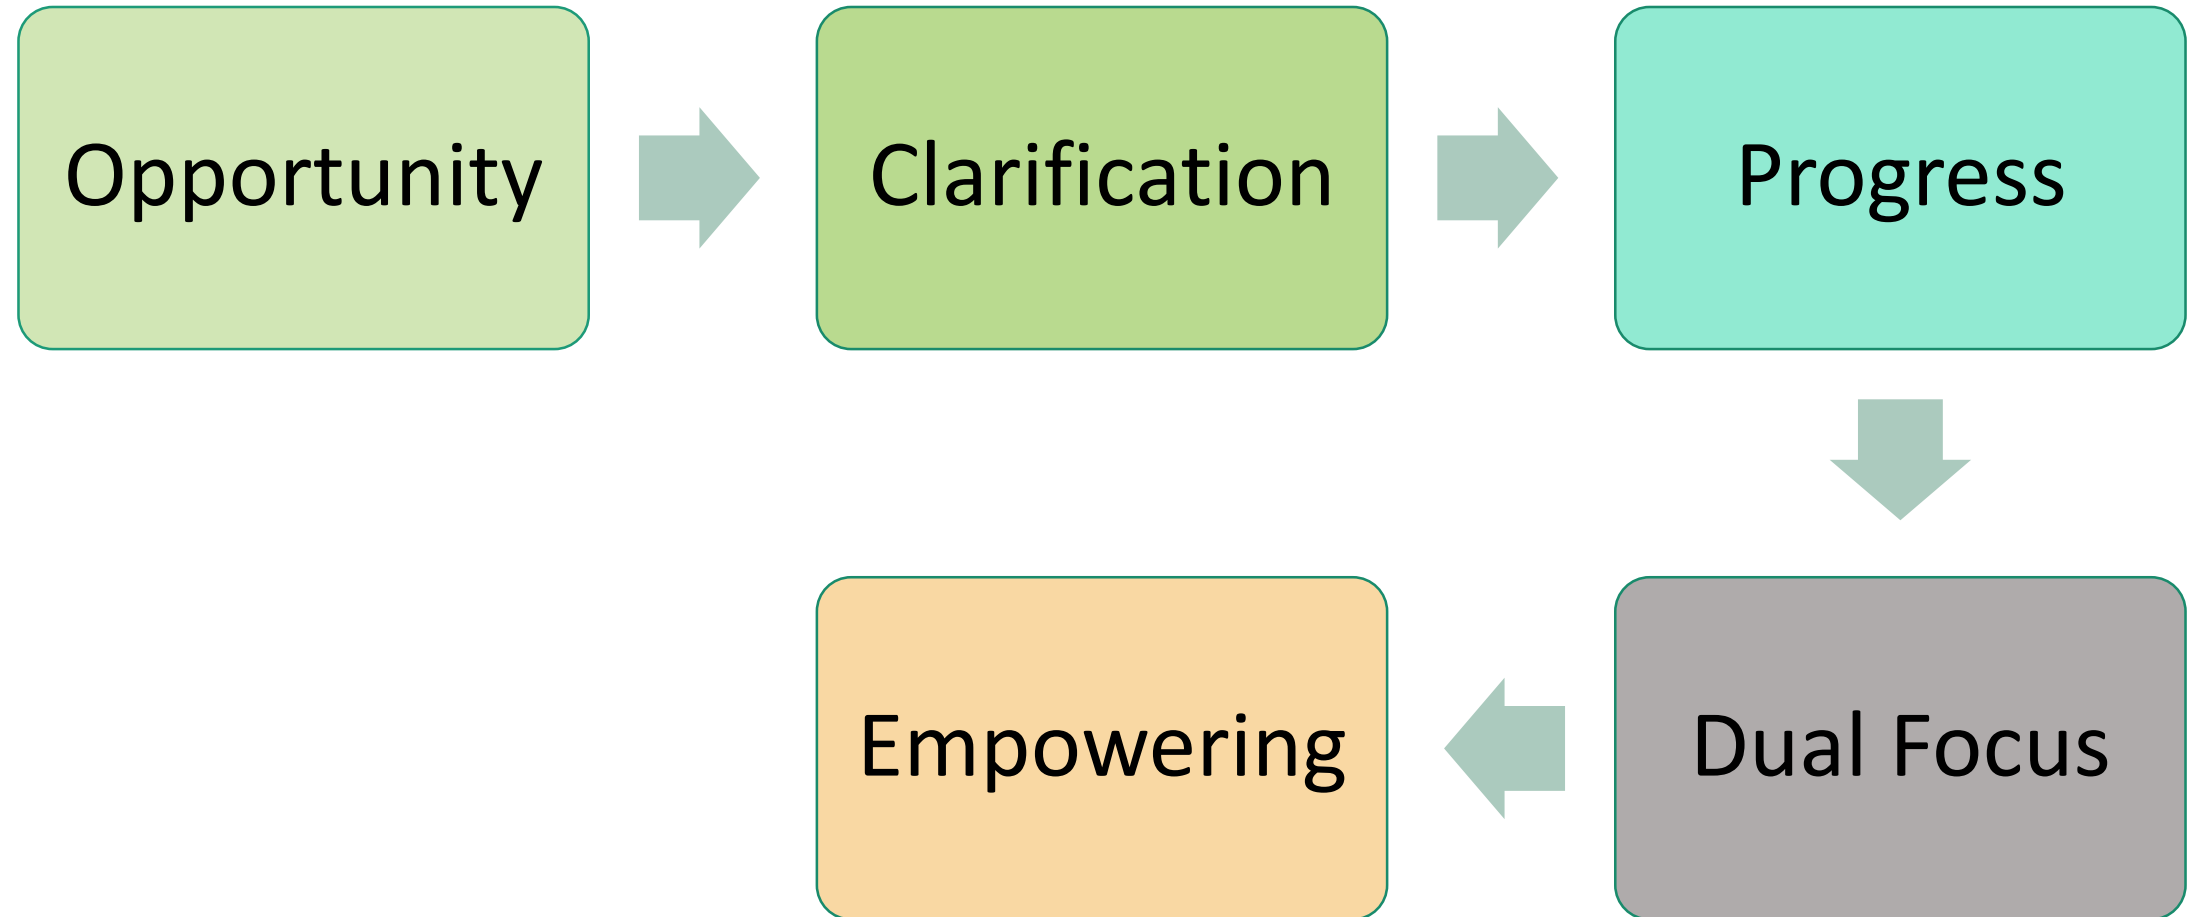 Opportunity
Clarification
Progress
Dual Focus
Empowering